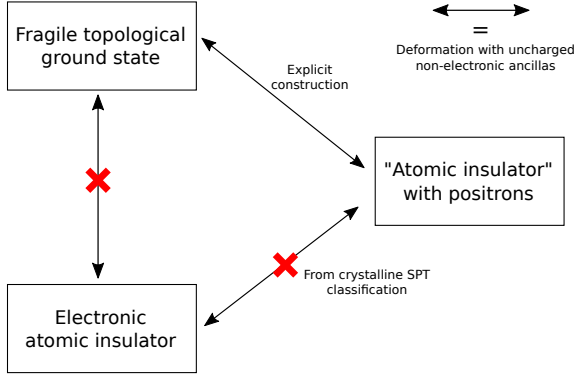 Fragile topological
ground state
=
Deformation with uncharged
non-electronic ancillas
Explicit
construction
"Atomic insulator"
with positrons
From crystalline SPT
classification
Electronic
atomic insulator